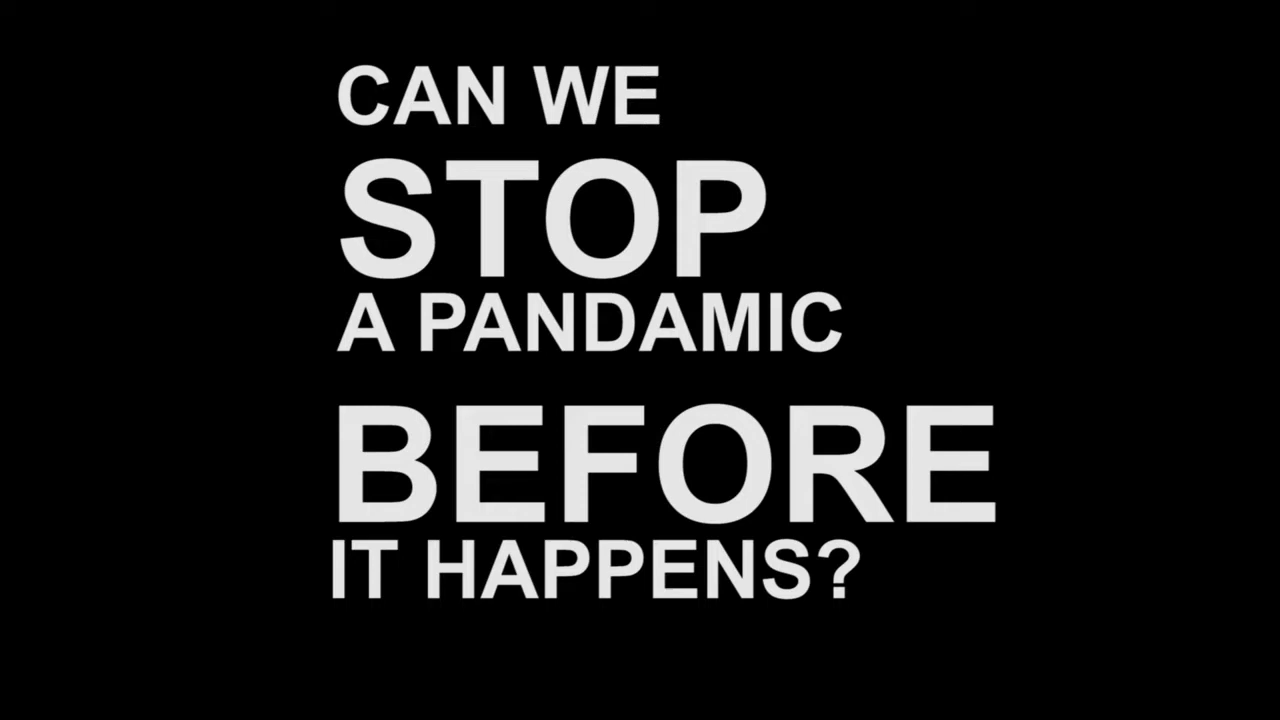 CAN WE
STOP
A PANDAMIC
BEFORE
IT HAPPENS?